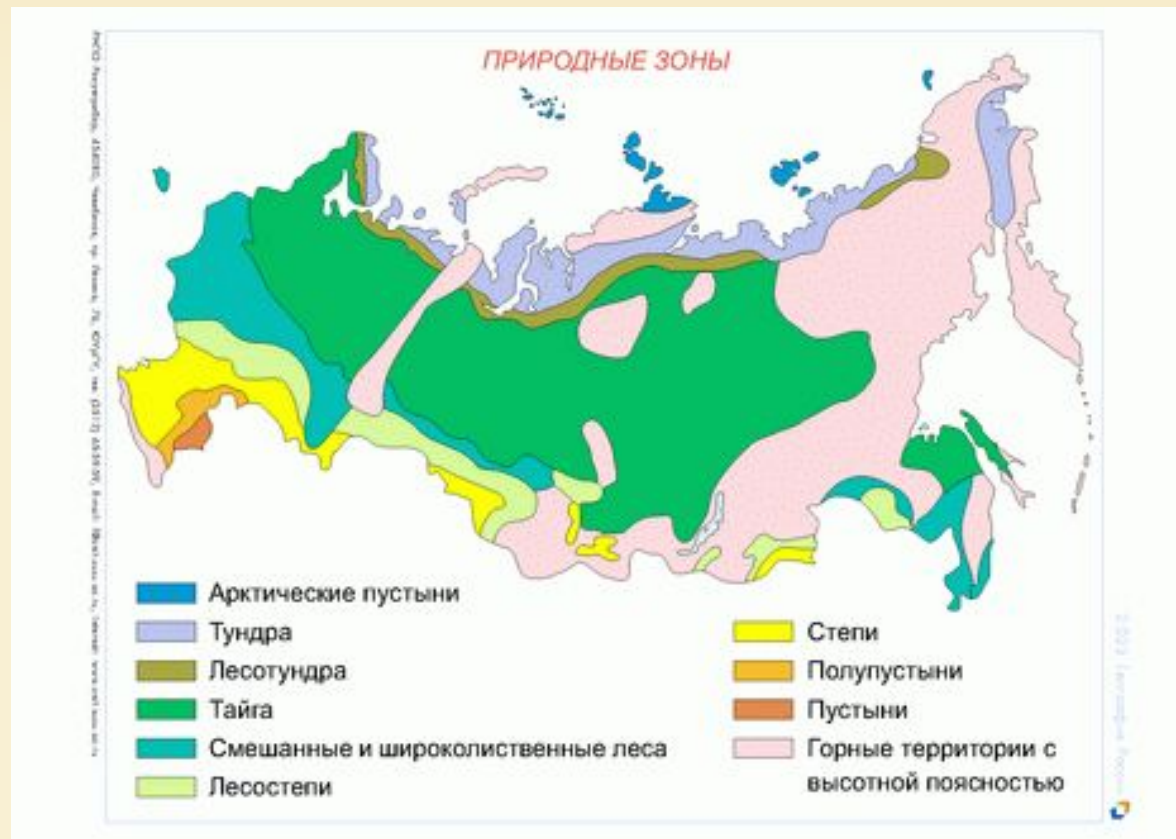 ПРИРОДНЫЕ ЗОНЫ
Арктические пустыни
Тундра
Лесотундра
Тайга
Смешанные и широколиственные леса
Лесостепи
Степи
Полупустыни
Пустыни
Горные территории с
высотной поясностью